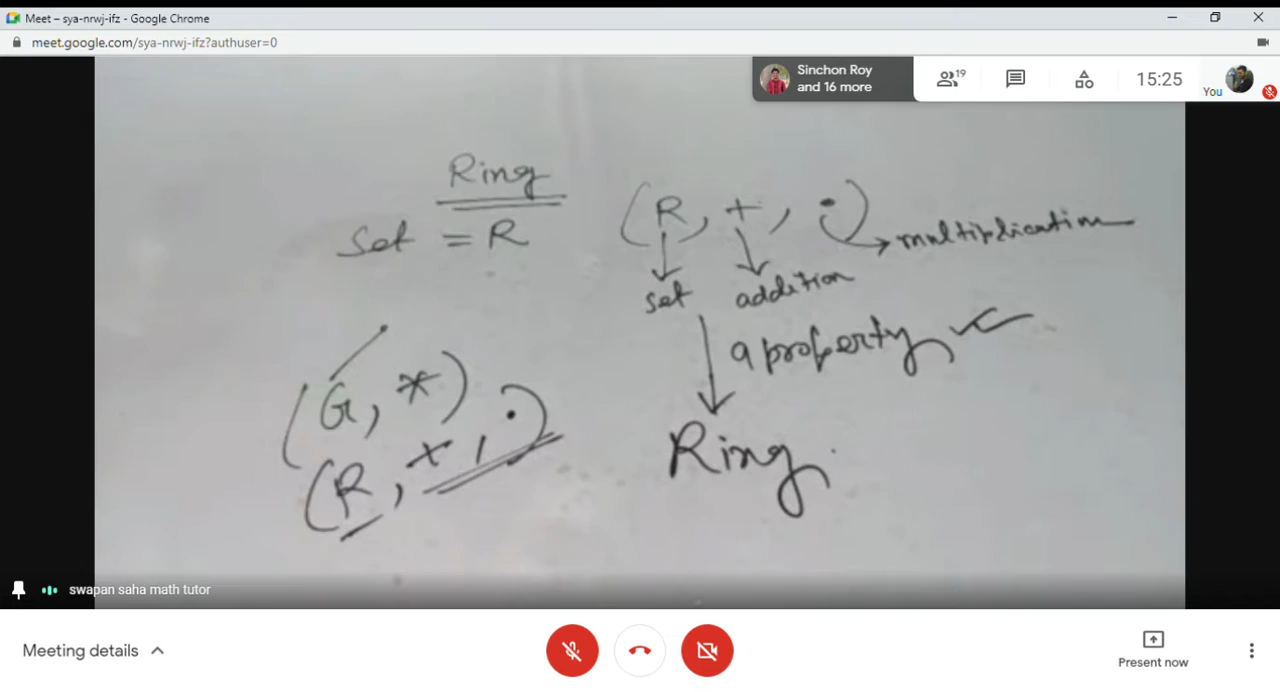 Meet – sya-nrwj-ifz - Google Chrome
meet.google.com/sya-nrwj-ifz?authuser=0
Sinchon Roy
and 16 more
19
15:25
You
Ring
Set = R
(R, +, •)
multiplication
set
addition
a property
Ring
(G, *)
(R, +, •)
swapan saha math tutor
Meeting details
Present now